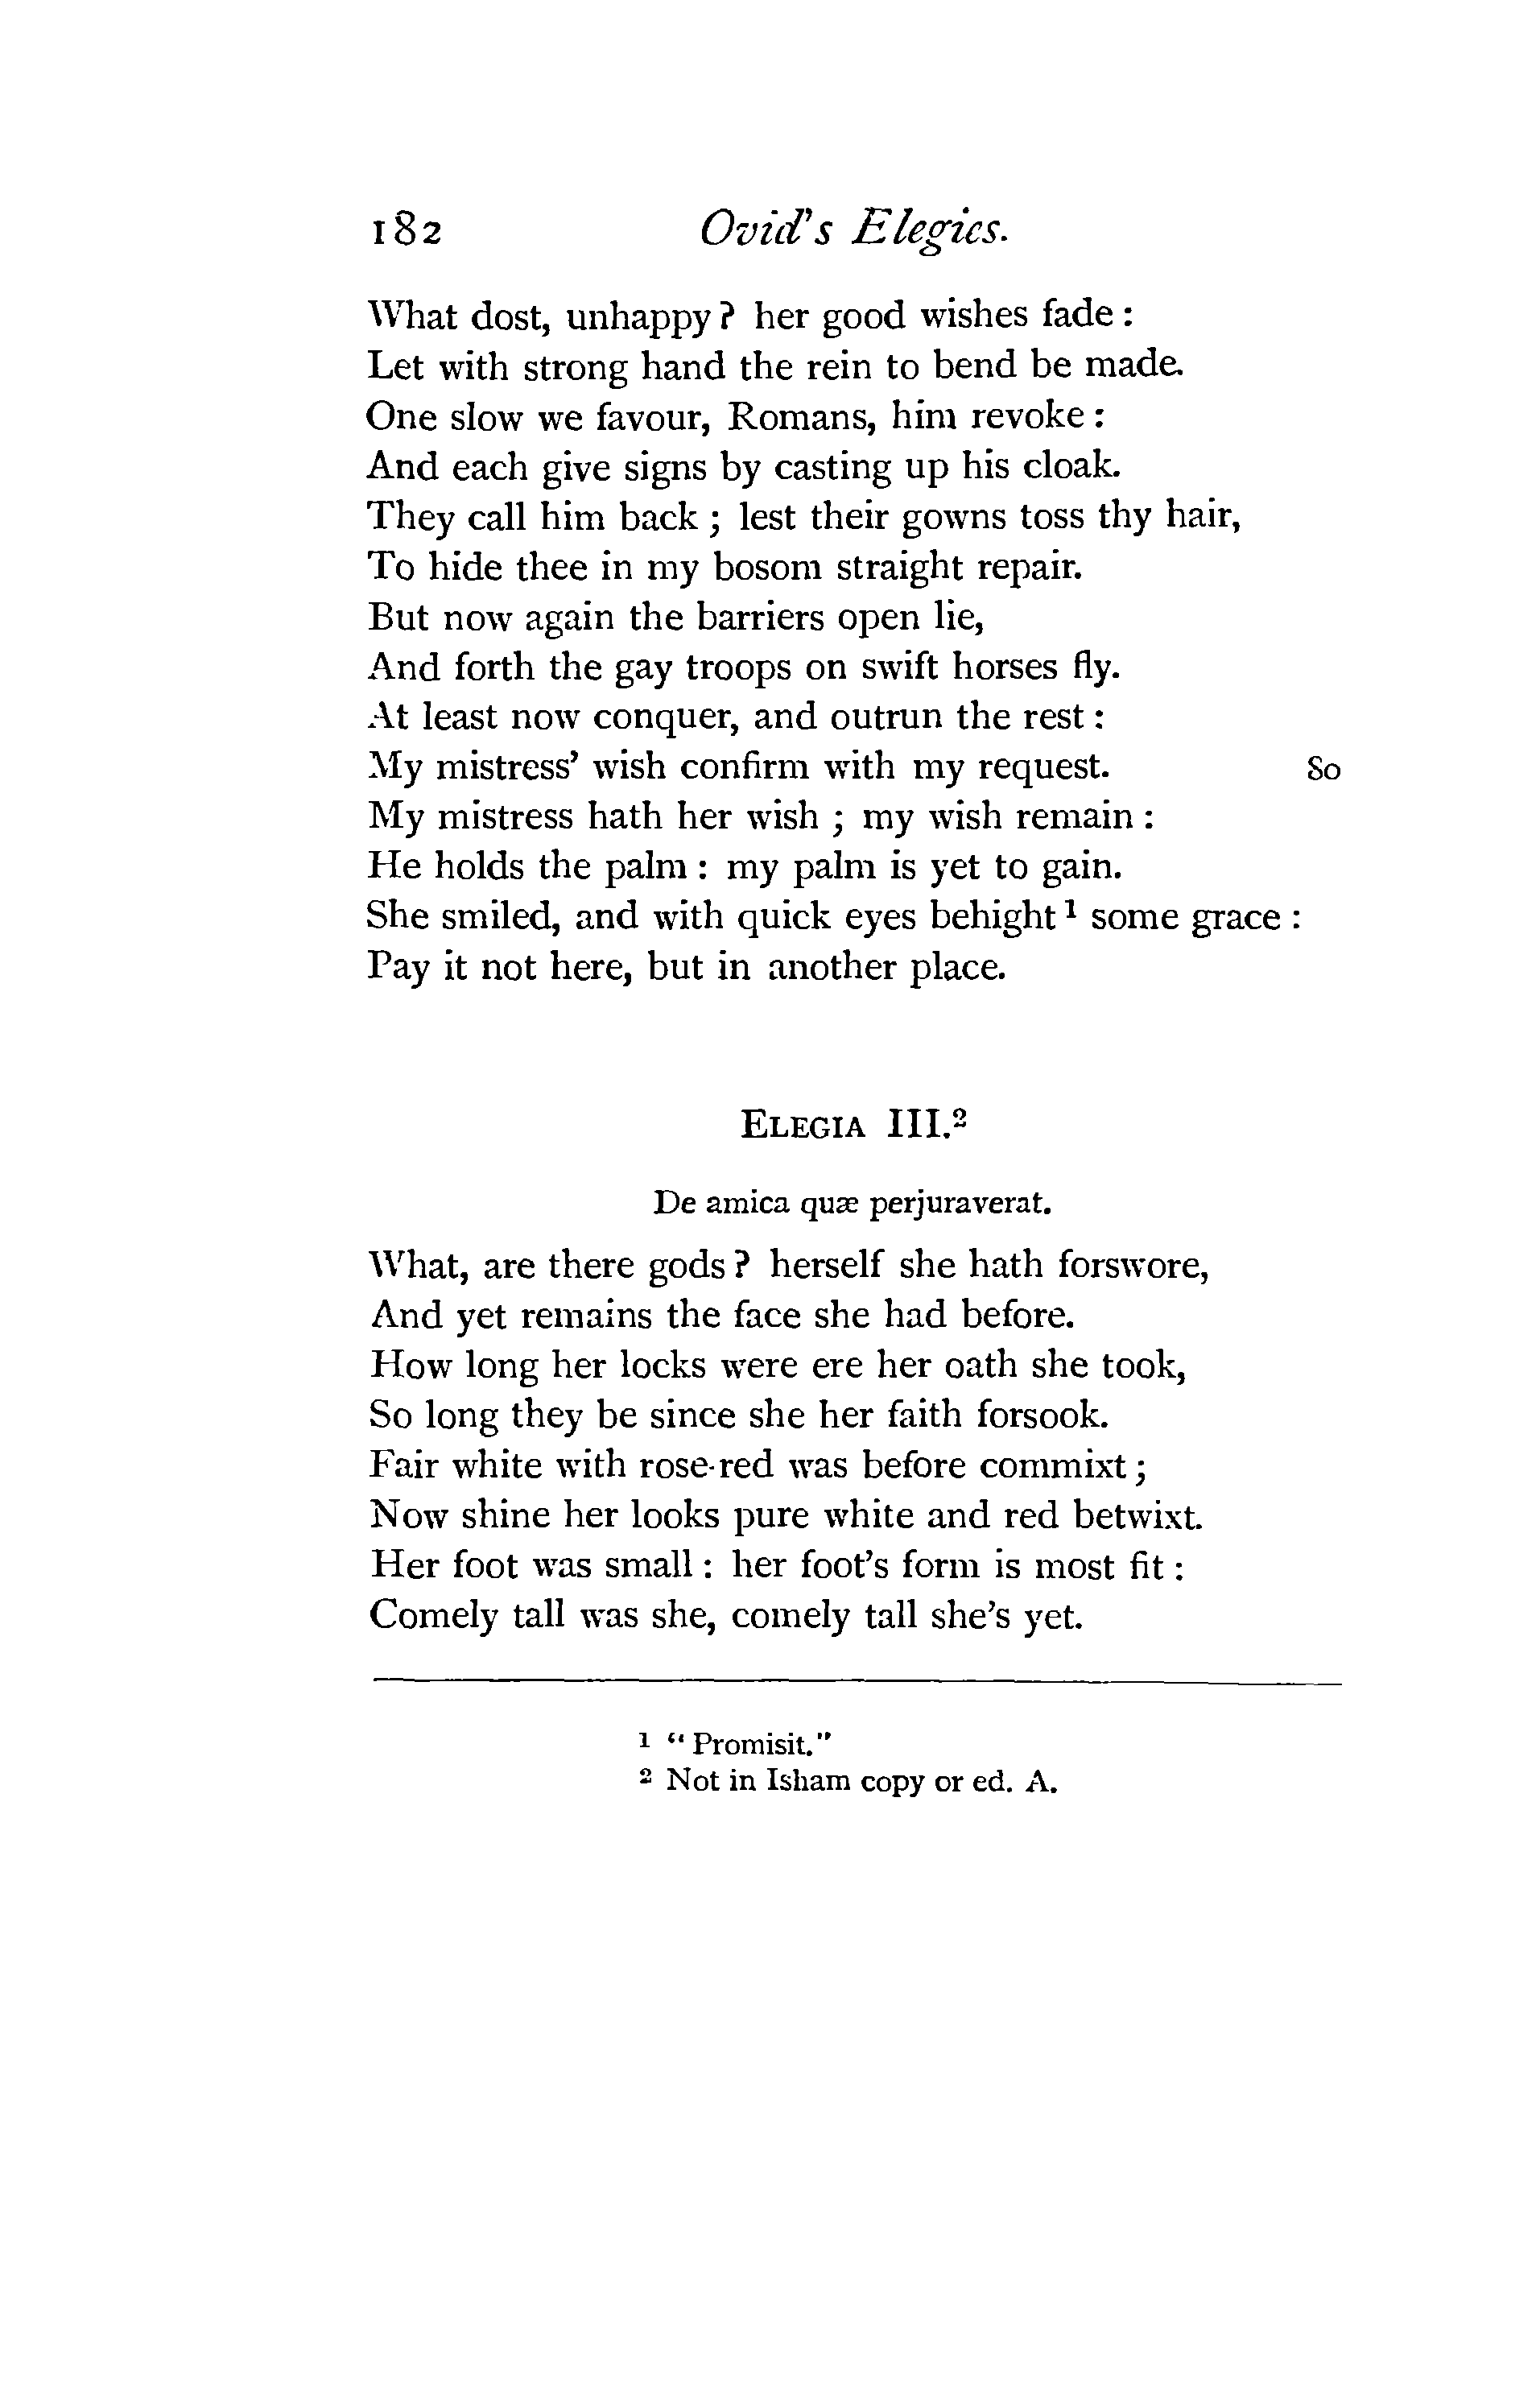 182 Ovid's Elegies.
What dost, unhappy? her good wishes fade:
Let with strong hand the rein to bend be made.
One slow we favour, Romans, him revoke:
And each give signs by casting up his cloak.
They call him back; lest their gowns toss thy hair,
To hide thee in my bosom straight repair.
But now again the barriers open lie,
And forth the gay troops on swift horses fly.
At least now conquer, and outrun the rest:
My mistress' wish confirm with my request. 80
My mistress hath her wish; my wish remain:
He holds the palm: my palm is yet to gain.
She smiled, and with quick eyes behight¹ some grace:
Pay it not here, but in another place.
ELEGIA III.²
De amica quæ perjuraverat.
What, are there gods? herself she hath forswore,
And yet remains the face she had before.
How long her locks were ere her oath she took,
So long they be since she her faith forsook.
Fair white with rose-red was before commixt;
Now shine her looks pure white and red betwixt.
Her foot was small: her foot's form is most fit:
Comely tall was she, comely tall she's yet.
¹ "Promisit."
² Not in Isham copy or ed. A.